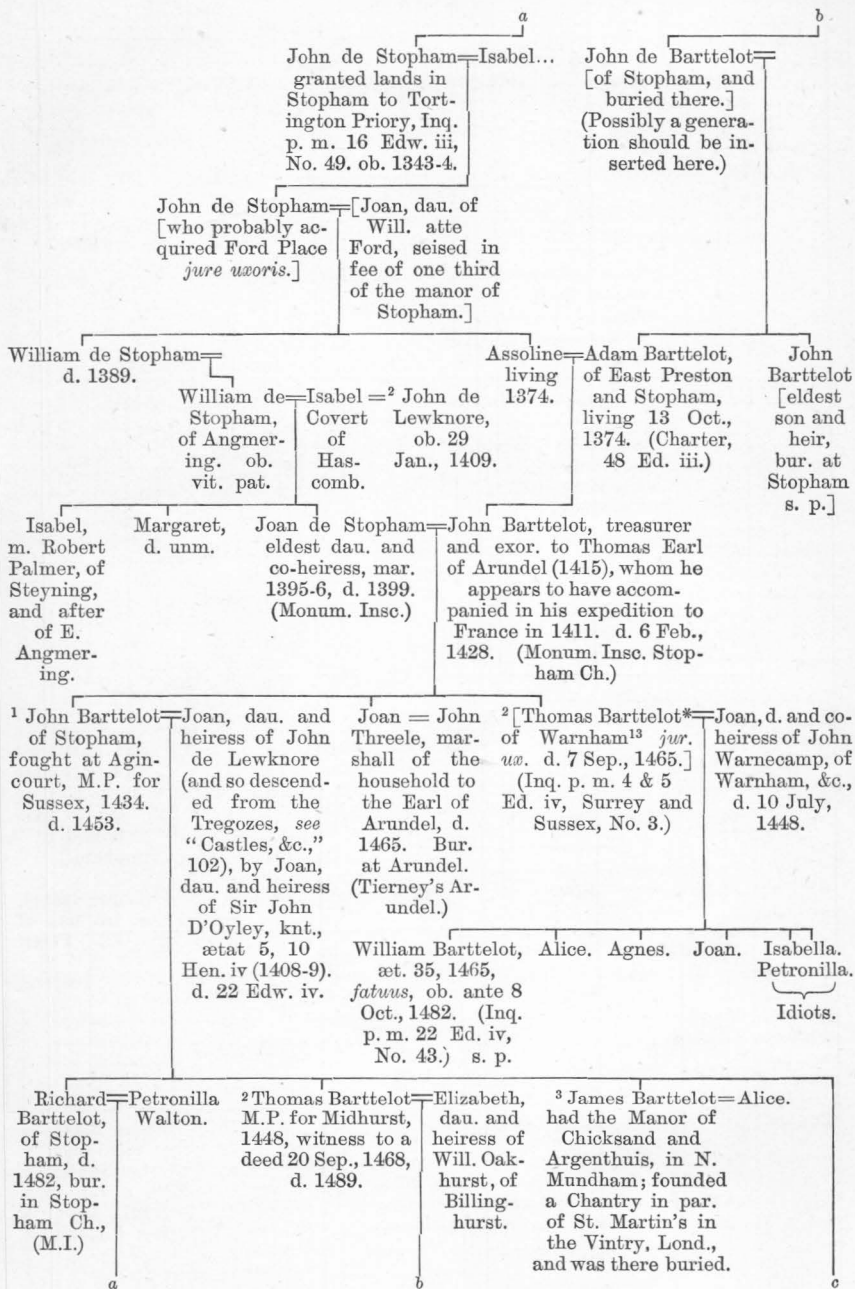 a
b
John de Stopham=Isabel...
granted lands in
Stopham to Tort-
ington Priory, Inq.
p. m. 16 Edw. iii,
No. 49. ob. 1343-4.
John de Barttelot=
[of Stopham, and
buried there.]
(Possibly a genera-
tion should be in-
serted here.)
John de Stopham=
[who probably ac-
quired Ford Place
jure uxoris.]
[Joan, dau. of
Will. atte
Ford, seised in
fee of one third
of the manor of
Stopham.]
William de Stopham=
d. 1389.
Assoline=
living
1374.
Adam Barttelot,
of East Preston
and Stopham,
living 13 Oct.,
1374. (Charter,
48 Ed. iii.)
John
Barttelot
[eldest
son and
heir,
bur. at
Stopham
s. p.]
William de=
Stopham,
of Angmer-
ing. ob.
vit. pat.
Isabel =² John de
Covert
of
Has-
comb.
Lewknore,
ob. 29
Jan., 1409.
Isabel,
m. Robert
Palmer, of
Steyning,
and after
of E.
Angmer-
ing.
Margaret,
d. unm.
Joan de Stopham=
eldest dau. and
co-heiress, mar.
1395-6, d. 1399.
(Monum. Insc.)
John Barttelot, treasurer
and exor. to Thomas Earl
of Arundel (1415), whom he
appears to have accom-
panied in his expedition to
France in 1411. d. 6 Feb.,
1428. (Monum. Insc. Stop-
ham Ch.)
¹ John Barttelot=
of Stopham,
fought at Agin-
court, M.P. for
Sussex, 1434.
d. 1453.
Joan, dau. and
heiress of John
de Lewknore
(and so descend-
ed from the
Tregozes, see
"Castles, &c.,"
102), by Joan,
dau. and heiress
of Sir John
D'Oyley, knt.,
ætat 5, 10
Hen. iv (1408-9).
d. 22 Edw. iv.
Joan = John
Threele, mar-
shall of the
household to
the Earl of
Arundel, d.
1465. Bur.
at Arundel.
(Tierney's Ar-
undel.)
² [Thomas Barttelot*=
of Warnham¹³ jur.
ux. d. 7 Sep., 1465.]
(Inq. p. m. 4 & 5
Ed. iv, Surrey and
Sussex, No. 3.)
Joan, d. and co-
heiress of John
Warnecamp, of
Warnham, &c.,
d. 10 July,
1448.
William Barttelot,
æt. 35, 1465,
fatuus, ob. ante 8
Oct., 1482. (Inq.
p. m. 22 Ed. iv,
No. 43.) s. p.
Alice.
Agnes.
Joan.
Isabella.
Petronilla.
Idiots.
Richard=
Barttelot,
of Stop-
ham, d.
1482, bur.
in Stop-
ham Ch.,
(M.I.)
Petronilla
Walton.
² Thomas Barttelot=
M.P. for Midhurst,
1448, witness to a
deed 20 Sep., 1468,
d. 1489.
Elizabeth,
dau. and
heiress of
Will. Oak-
hurst, of
Billing-
hurst.
³ James Barttelot=Alice.
had the Manor of
Chicksand and
Argenthuis, in N.
Mundham; founded
a Chantry in par.
of St. Martin's in
the Vintry, Lond.,
and was there buried.
a
b
c